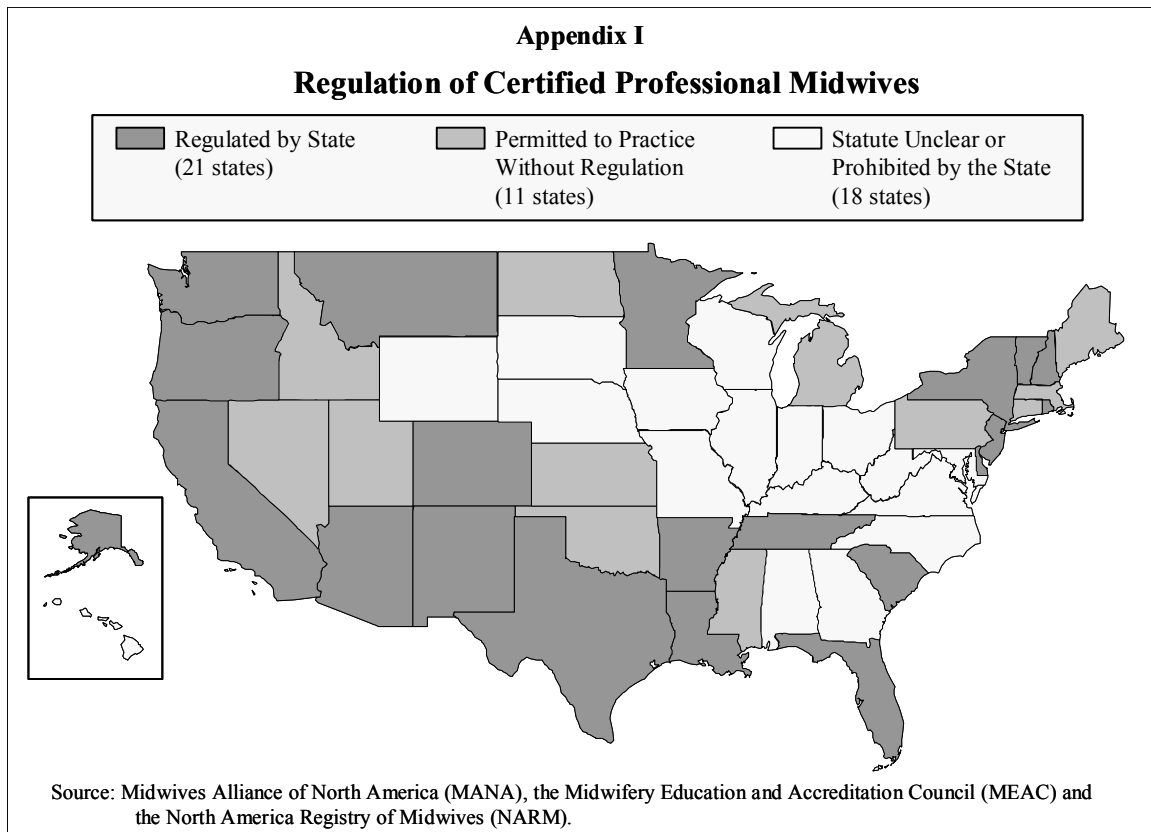 Appendix I
Regulation of Certified Professional Midwives
Regulated by State
(21 states)
Permitted to Practice
Without Regulation
(11 states)
Statute Unclear or
Prohibited by the State
(18 states)
Source: Midwives Alliance of North America (MANA), the Midwifery Education and Accreditation Council (MEAC) and
the North America Registry of Midwives (NARM).